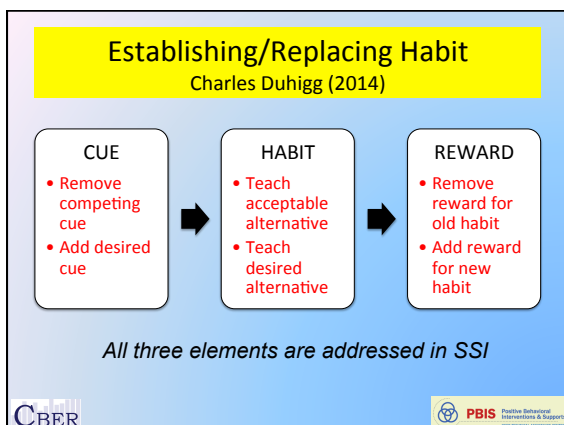 Establishing/Replacing Habit
Charles Duhigg (2014)
CUE
• Remove
competing
cue
• Add desired
cue
HABIT
• Teach
acceptable
alternative
• Teach
desired
alternative
REWARD
• Remove
reward for
old habit
• Add reward
for new
habit
All three elements are addressed in SSI
CBER
PBIS Positive Behavioral
Interventions & Supports